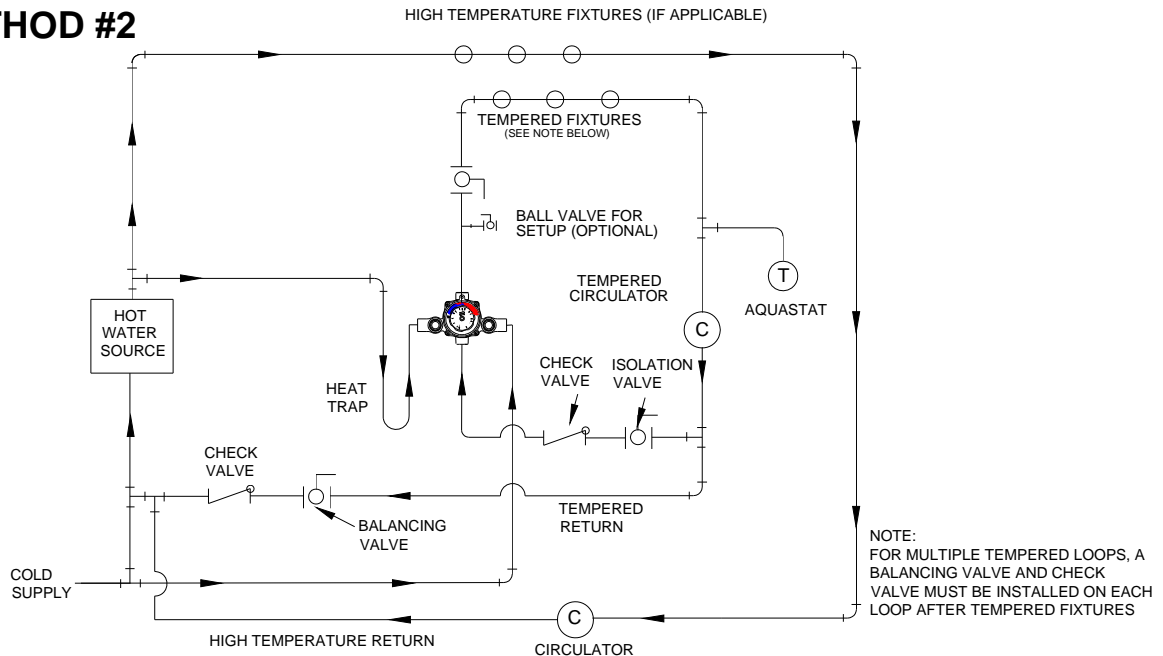 THOD #2
HIGH TEMPERATURE FIXTURES (IF APPLICABLE)
TEMPERED FIXTURES
(SEE NOTE BELOW)
BALL VALVE FOR
SETUP (OPTIONAL)
TEMPERED
CIRCULATOR
T
AQUASTAT
HOT
WATER
SOURCE
C
HEAT
TRAP
CHECK
VALVE
ISOLATION
VALVE
CHECK
VALVE
BALANCING
VALVE
TEMPERED
RETURN
COLD
SUPPLY
NOTE:
FOR MULTIPLE TEMPERED LOOPS, A
BALANCING VALVE AND CHECK
VALVE MUST BE INSTALLED ON EACH
LOOP AFTER TEMPERED FIXTURES
HIGH TEMPERATURE RETURN
C
CIRCULATOR